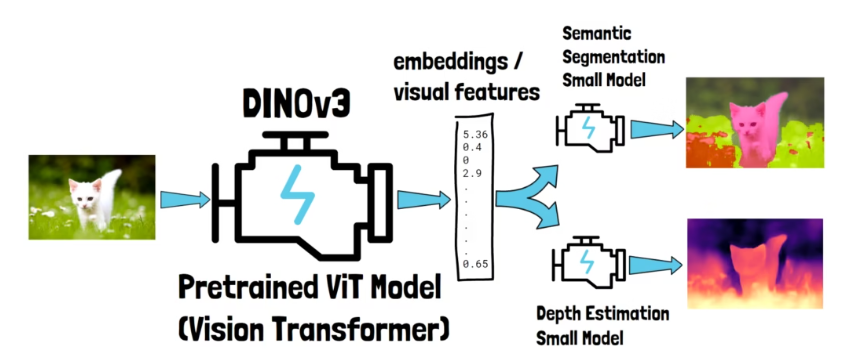 DINOv3
Pretrained ViT Model
(Vision Transformer)
embeddings /
visual features
5.36
0.4
0
2.9
.
.
.
.
.
.
0.65
Semantic
Segmentation
Small Model
Depth Estimation
Small Model